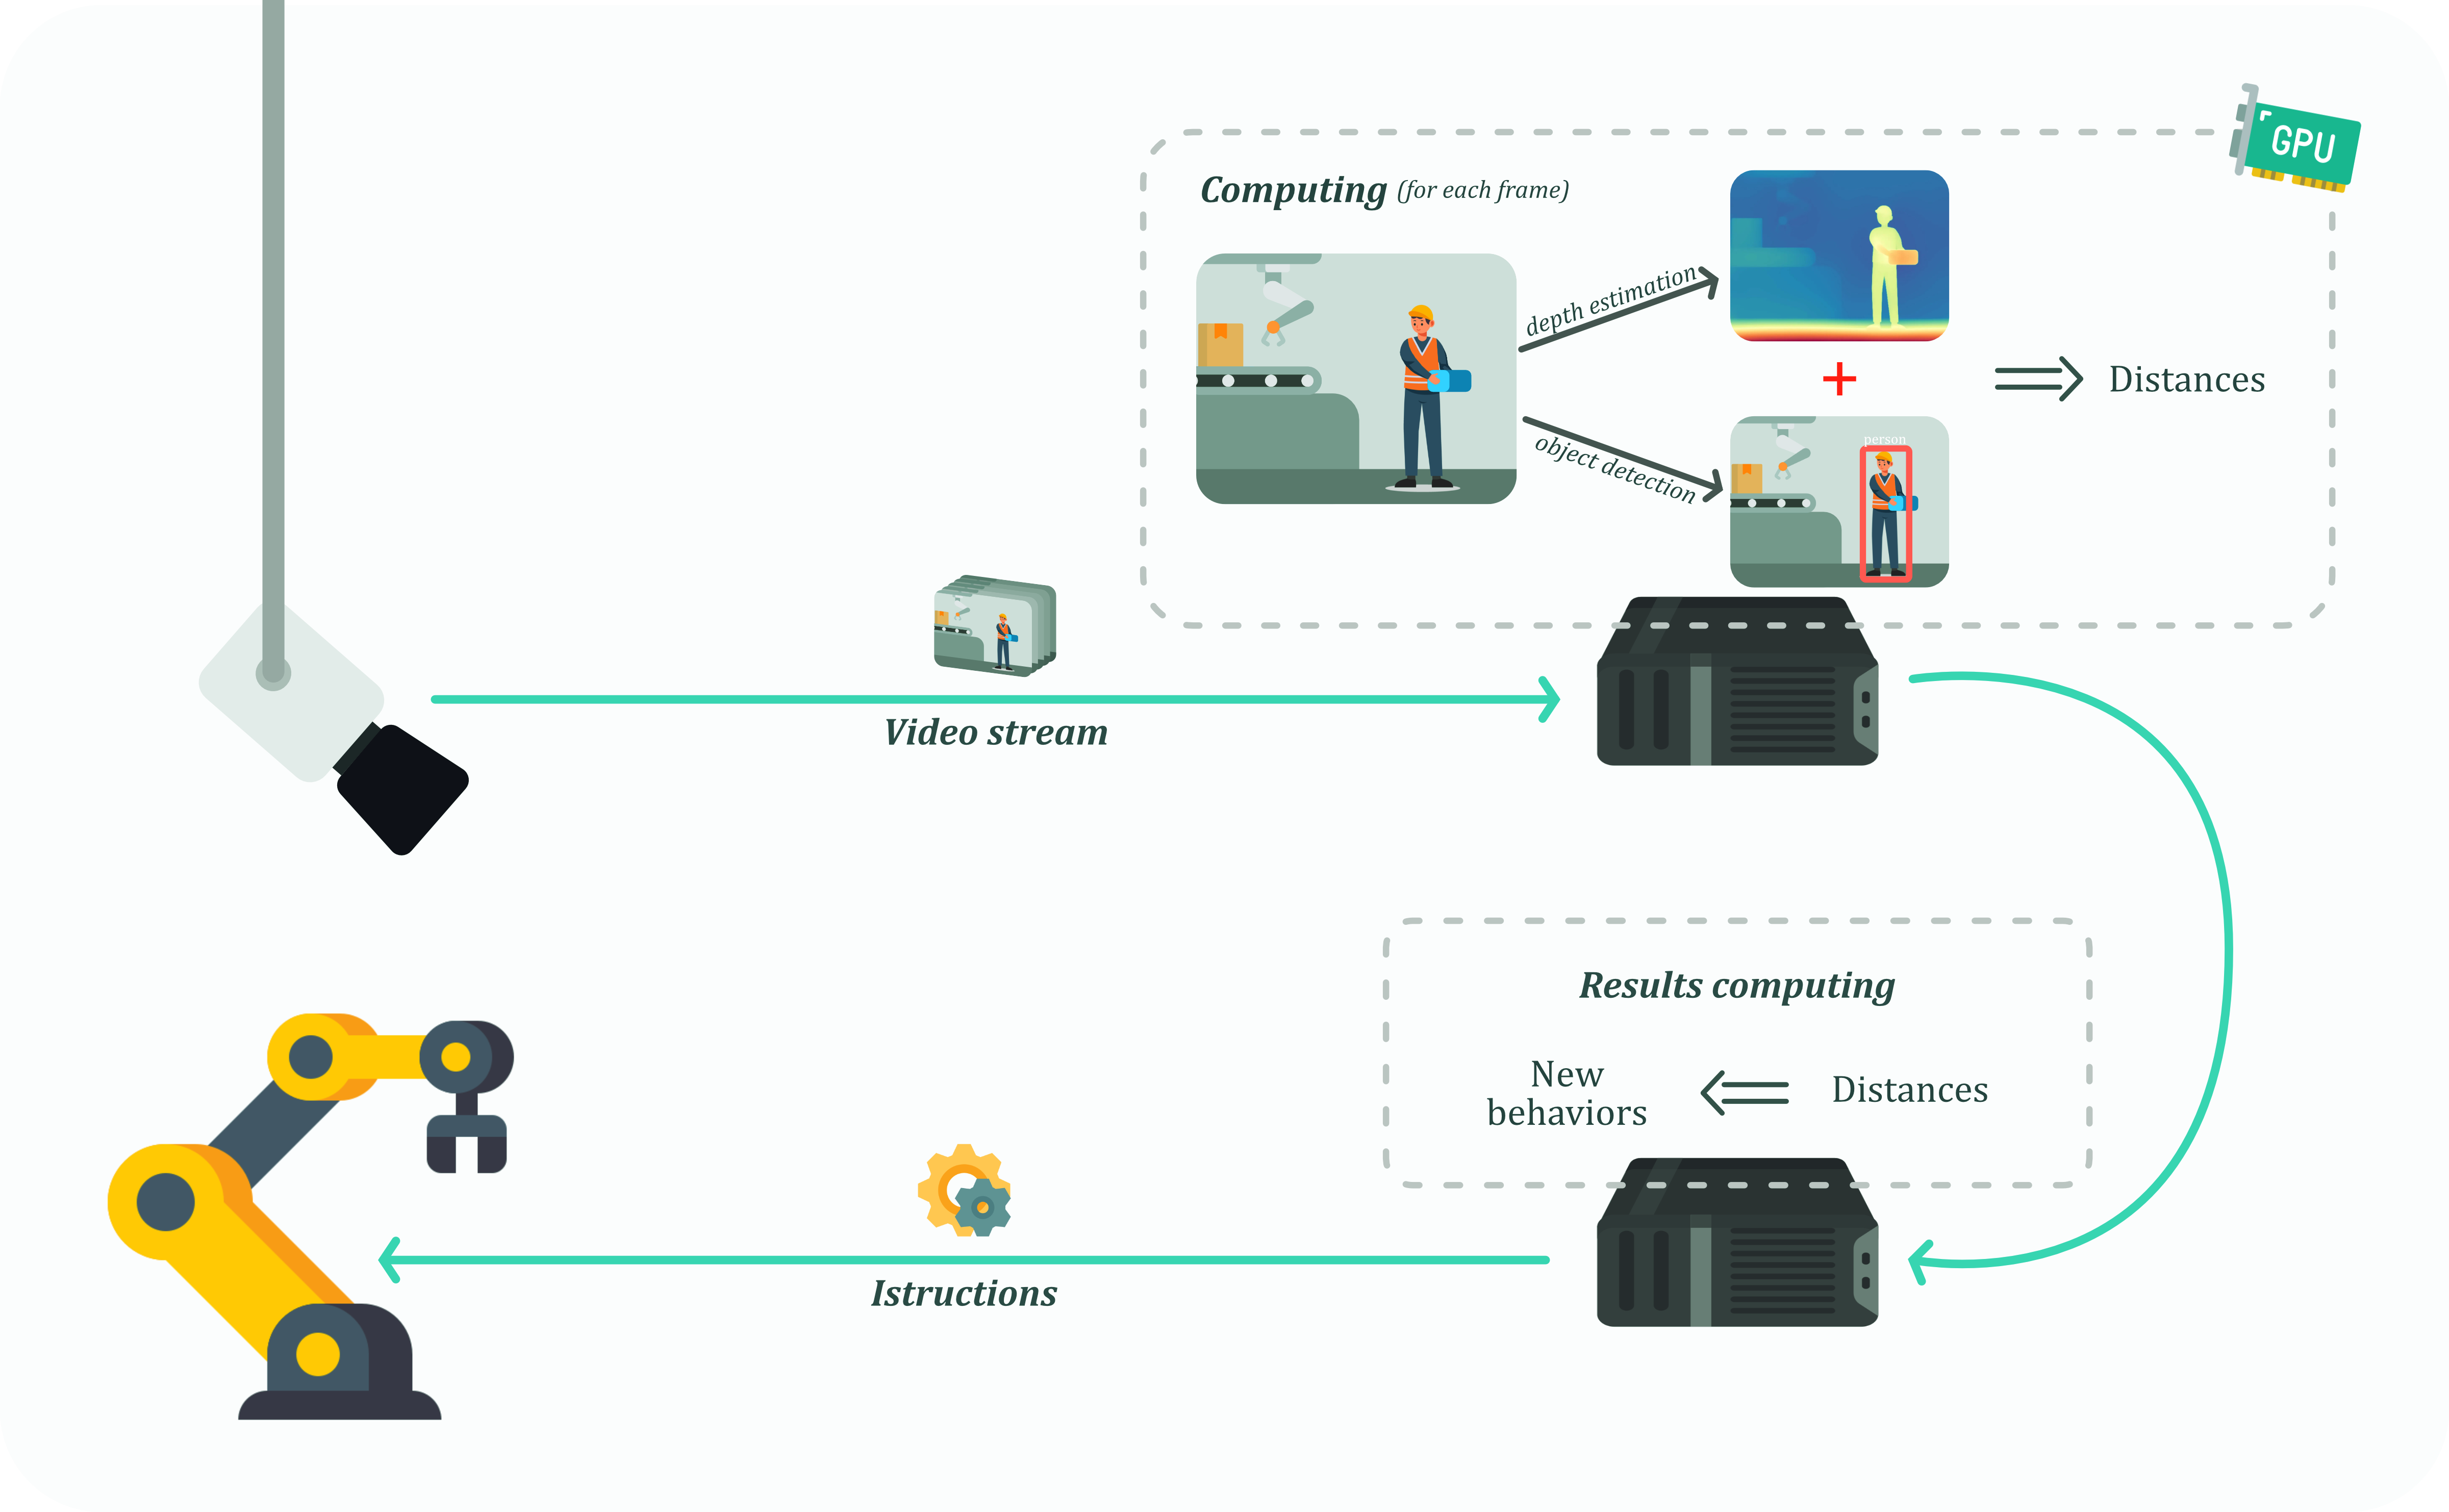 GPU
Computing (for each frame)
depth estimation
Distances
person
object detection
Video stream
Results computing
New
behaviors
Distances
Istructions